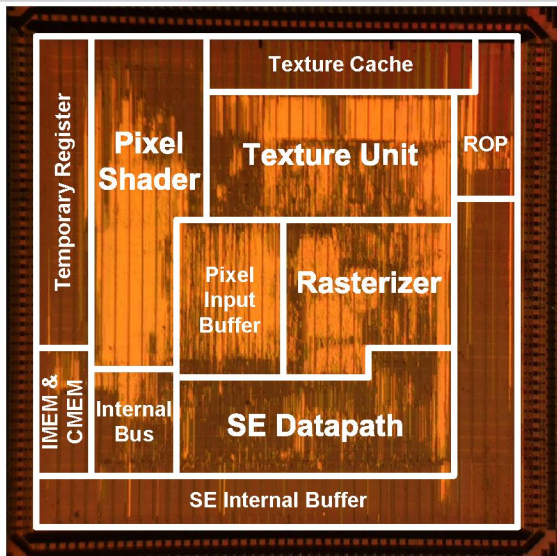 Texture Cache
Temporary Register
Pixel
Shader
Texture Unit
ROP
Pixel
Input
Buffer
Rasterizer
IMEM &
CMEM
Internal
Bus
SE Datapath
SE Internal Buffer